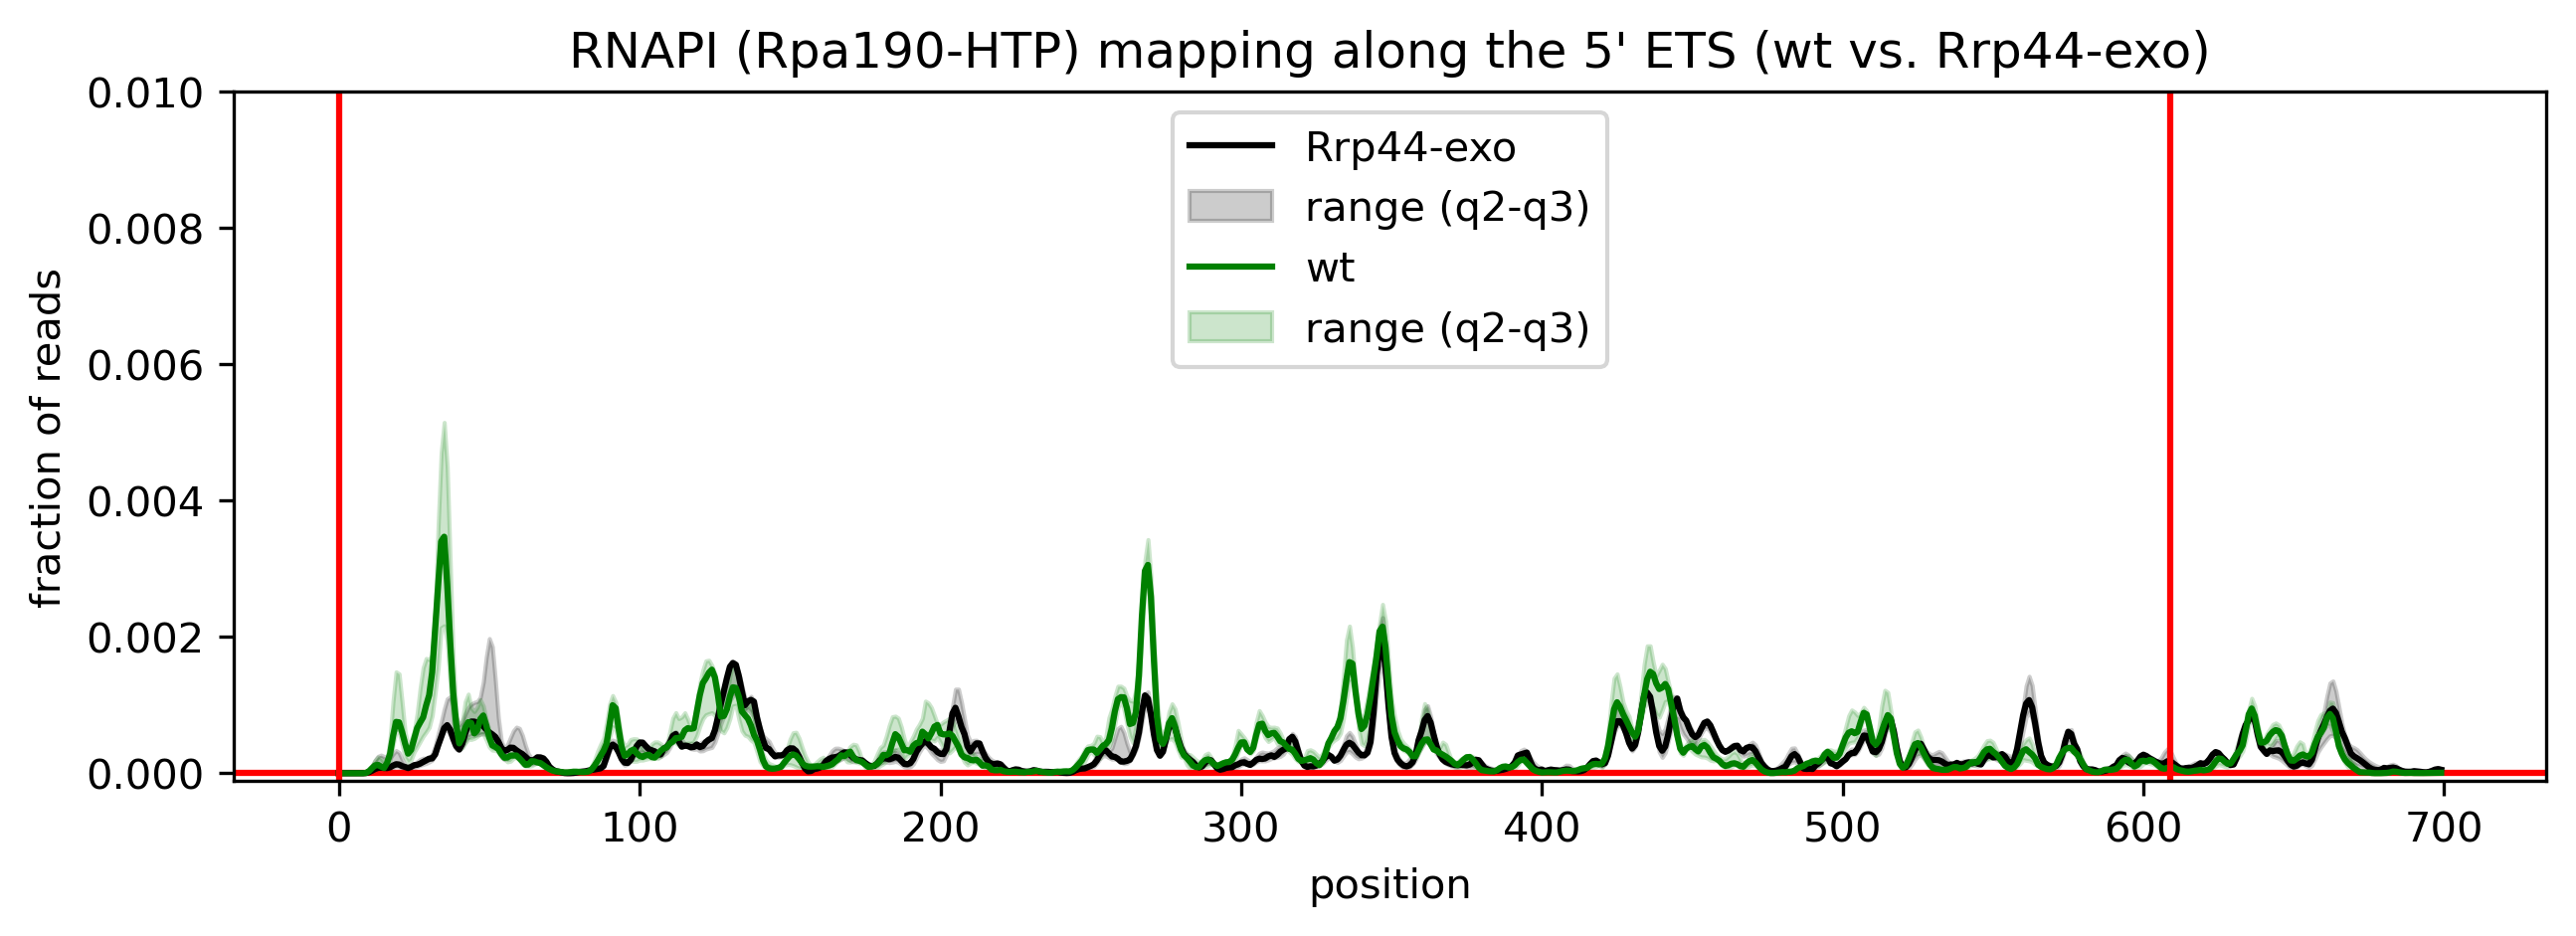 RNAPI (Rpa190-HTP) mapping along the 5' ETS (wt vs. Rrp44-exo)
0.010
0.008
0.006
0.004
0.002
0.000
fraction of reads
Rrp44-exo
range (q2-q3)
wt
range (q2-q3)
0 100 200 300 400 500 600 700
position